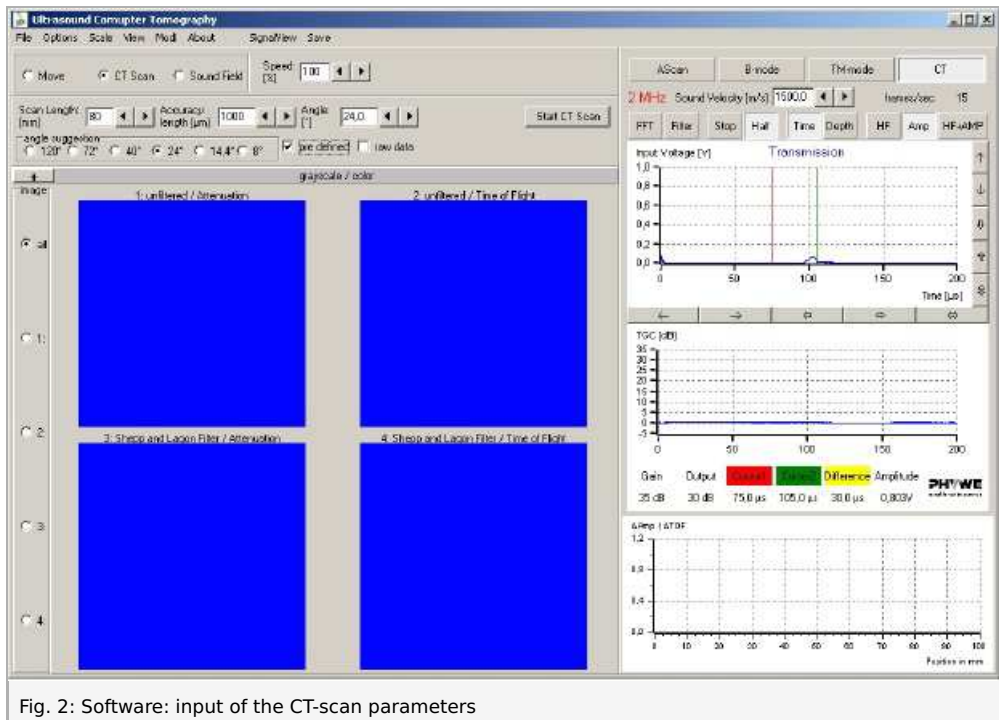 Ultrasound Comupter Tomography
File Options Scale View Modi About SignalView Save
Move CT Scan Sound Field Speed [%] 100
Scan Length [mm] 80 Accuracy length (µm) 1000 Angle [°] 24,0 Start CT Scan
angle suggestion
120° 72° 40° 24° 14,4° 8° pre defined raw data
+ grayscale / color
image
1: unfiltered / Attenuation 2: unfiltered / Time of Flight
all
1:
2:
3: Shepp and Lagon Filter / Attenuation 4: Shepp and Lagon Filter / Time of Flight
3:
4:
AScan B-mode TM-mode CT
2 MHz Sound Velocity [m/s] 1500,0 frames/sec: 15
FFT Filter Stop Half Time Depth HF Amp HF+AMP
Input Voltage [V] Transmission
1,0
0,8
0,6
0,4
0,2
0,0
0 50 100 150 200
Time [µs]
TGC [dB]
35
30
25
20
15
10
5
0
-5
0 50 100 150 200
Gain Output Difference Amplitude
35 dB 30 dB 75,0 µs 105,0 µs 30,0 µs 0,803V
PHYWE
AAmp / ATOF
1,2
0,8
0,4
0,0
0 10 20 30 40 50 60 70 80 90 100
Position in mm
Fig. 2: Software: input of the CT-scan parameters